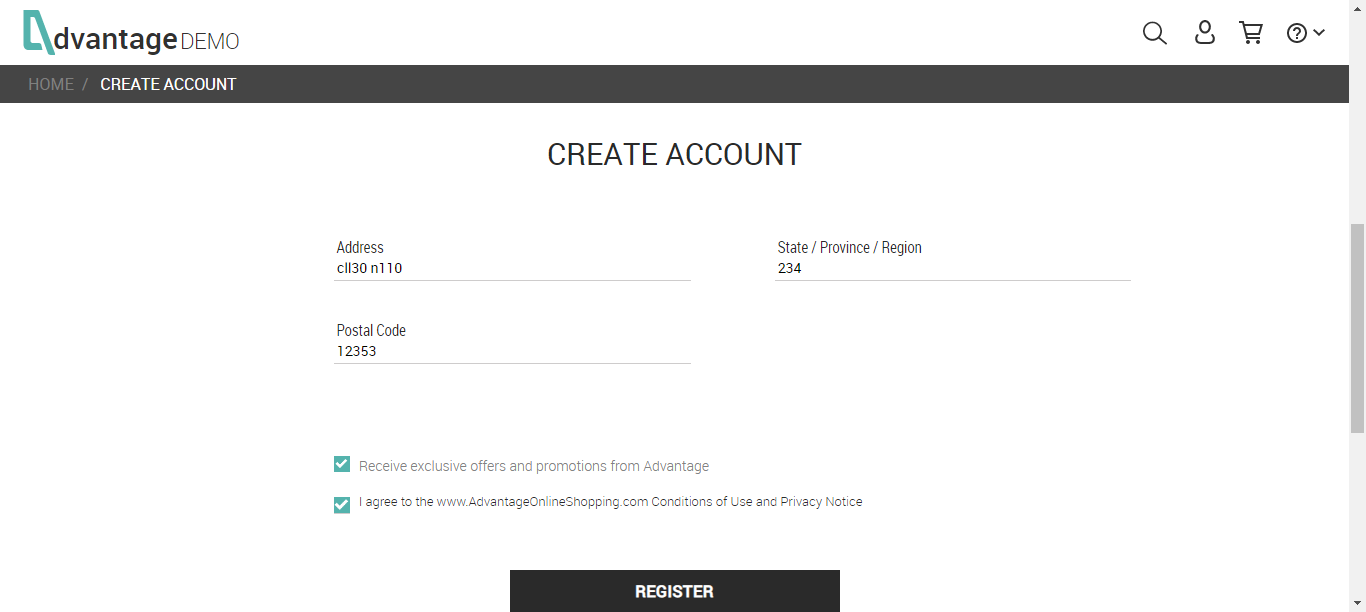 Advantage DEMO
HOME / CREATE ACCOUNT
CREATE ACCOUNT
Address
cll30 n110
State / Province / Region
234
Postal Code
12353
Receive exclusive offers and promotions from Advantage
I agree to the www.AdvantageOnlineShopping.com Conditions of Use and Privacy Notice
REGISTER